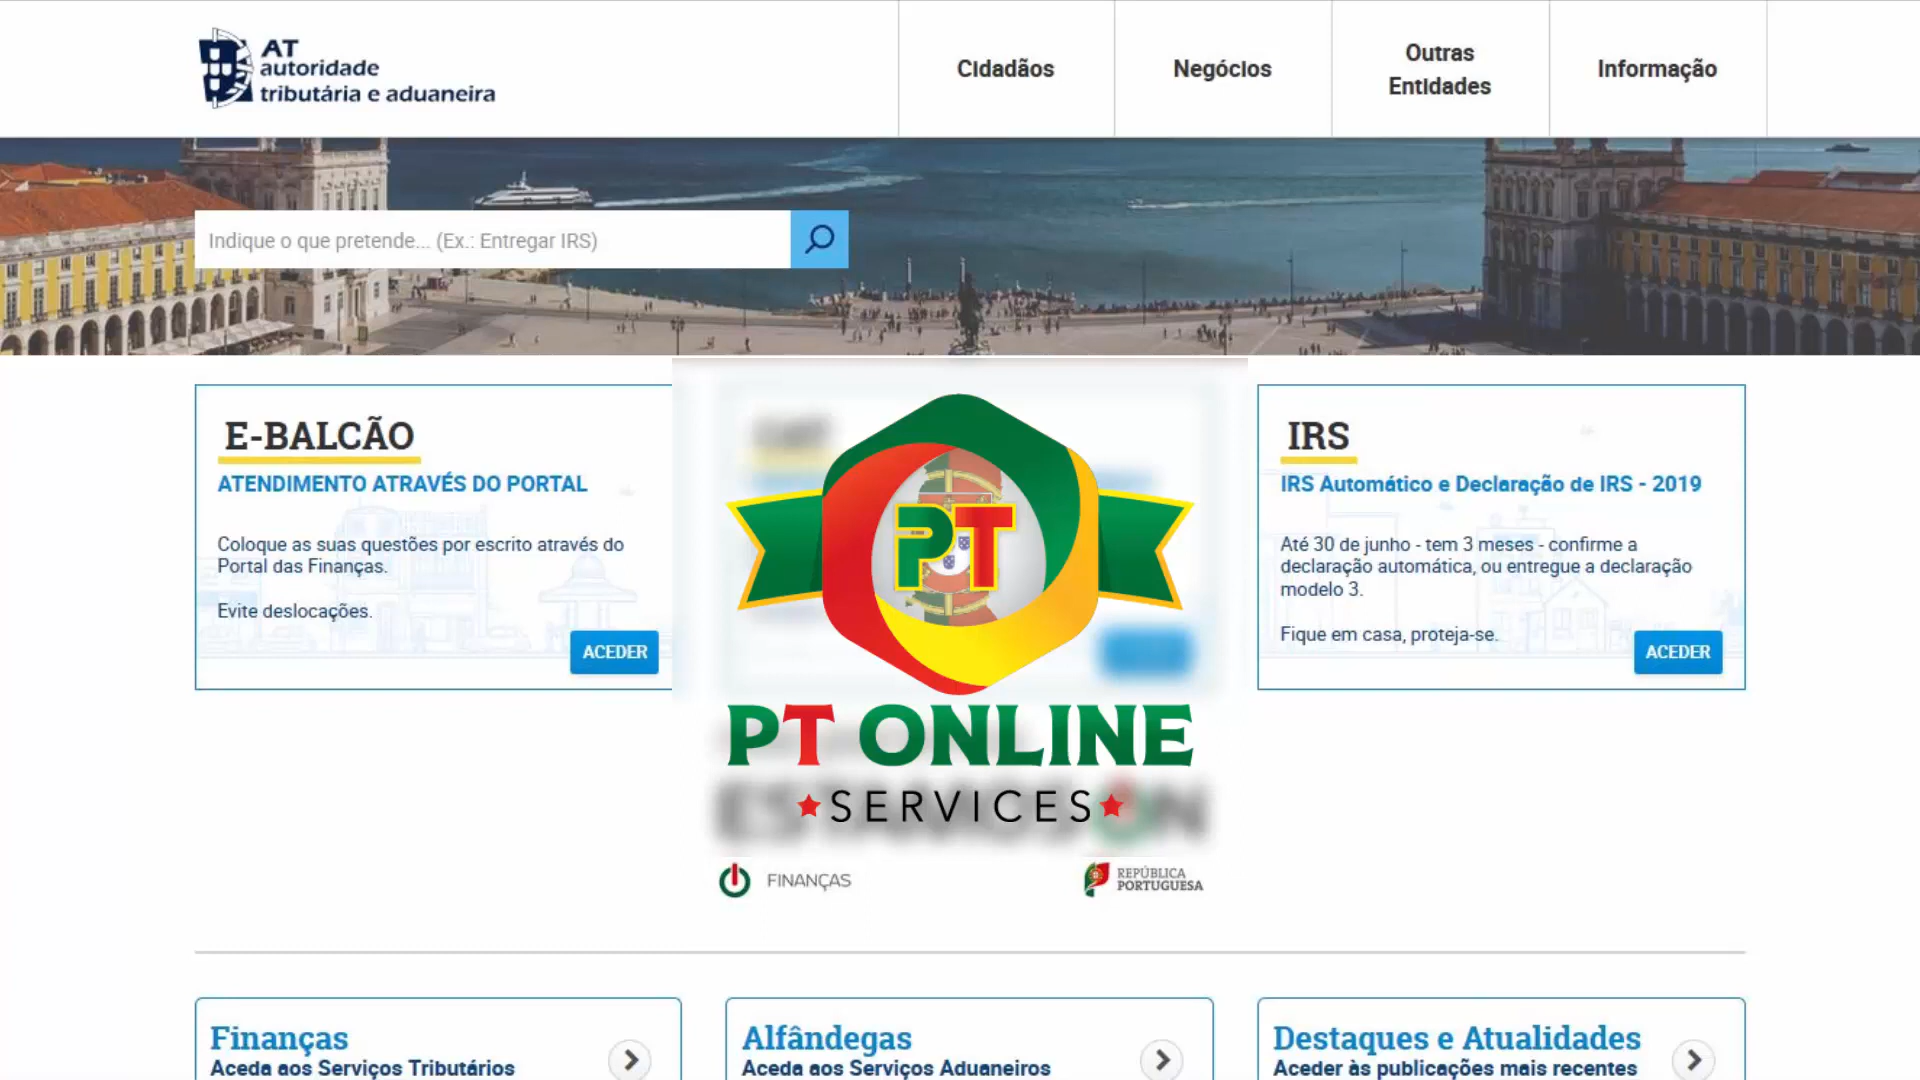 AT
autoridade
tributária e aduaneira
Cidadãos
Negócios
Outras
Entidades
Informação
Indique o que pretende... (Ex.: Entregar IRS)
E-BALCÃO
ATENDIMENTO ATRAVÉS DO PORTAL
Coloque as suas questões por escrito através do
Portal das Finanças.
Evite deslocações.
ACEDER
PT
PT ONLINE
SERVICES
IRS
IRS Automático e Declaração de IRS - 2019
Até 30 de junho - tem 3 meses - confirme a
declaração automática, ou entregue a declaração
modelo 3.
Fique em casa, proteja-se.
ACEDER
FINANÇAS
REPÚBLICA
PORTUGUESA
Finanças
Aceda aos Serviços Tributários
Alfândegas
Aceda aos Serviços Aduaneiros
Destaques e Atualidades
Aceder às publicações mais recentes